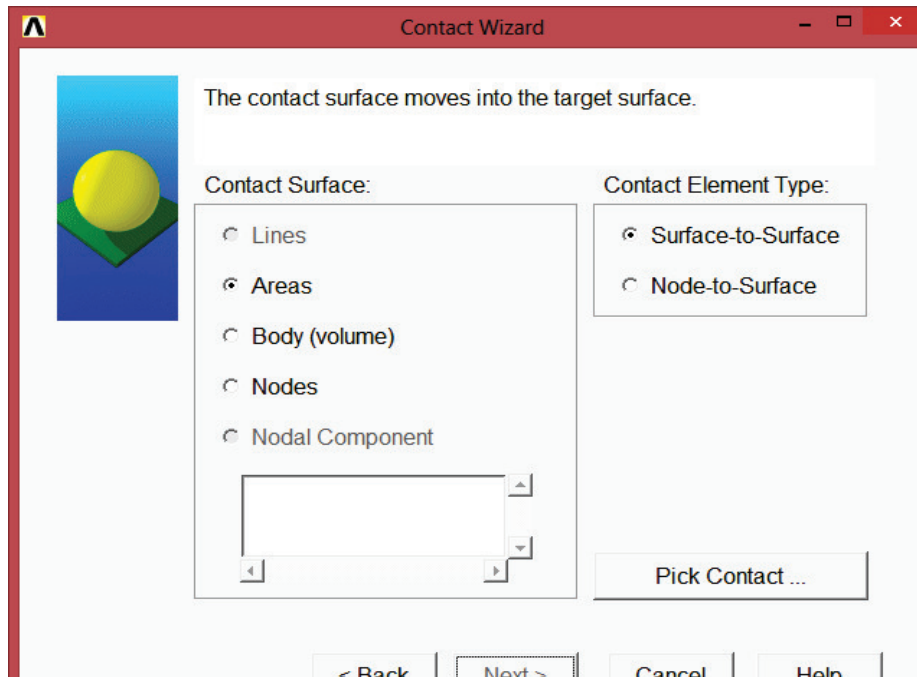 Contact Wizard
The contact surface moves into the target surface.
Contact Surface:
Lines
Areas
Body (volume)
Nodes
Nodal Component
Contact Element Type:
Surface-to-Surface
Node-to-Surface
Pick Contact ...
< Back
Next >
Cancel
Help